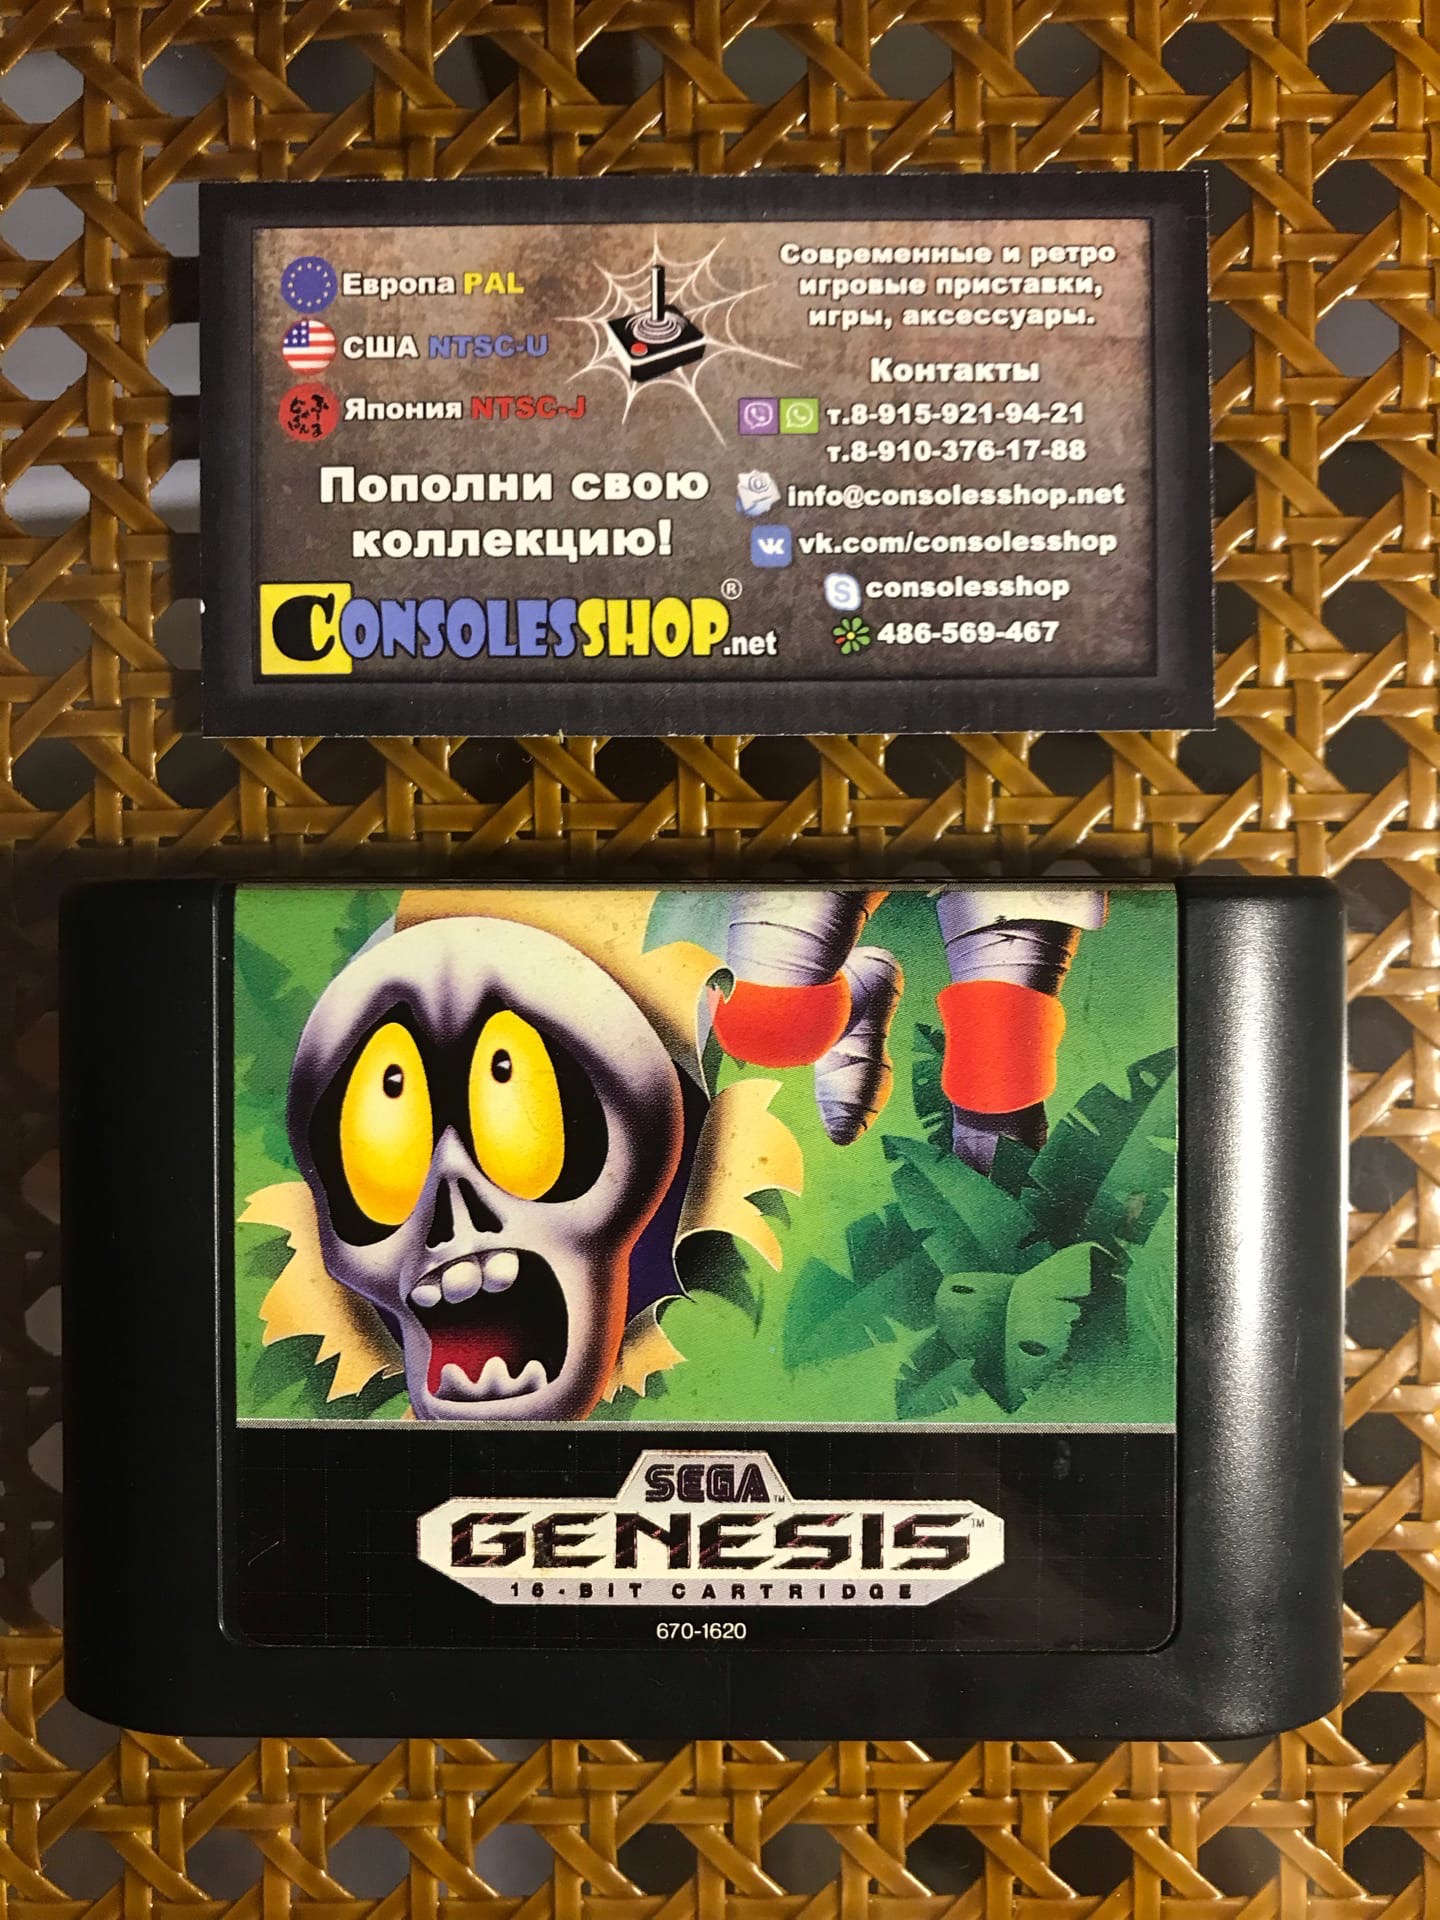 Европа PAL
США NTSC-U
Япония NTSC-J
Пополни свою
коллекцию!
CONSOLESSHOP.net
®
Современные и ретро
игровые приставки,
игры, аксессуары.
Контакты
т.8-915-921-94-21
т.8-910-376-17-88
info@consolesshop.net
vk.com/consolesshop
consolesshop
486-569-467
SEGA™
GENESIS™
16-BIT CARTRIDGE
670-1620